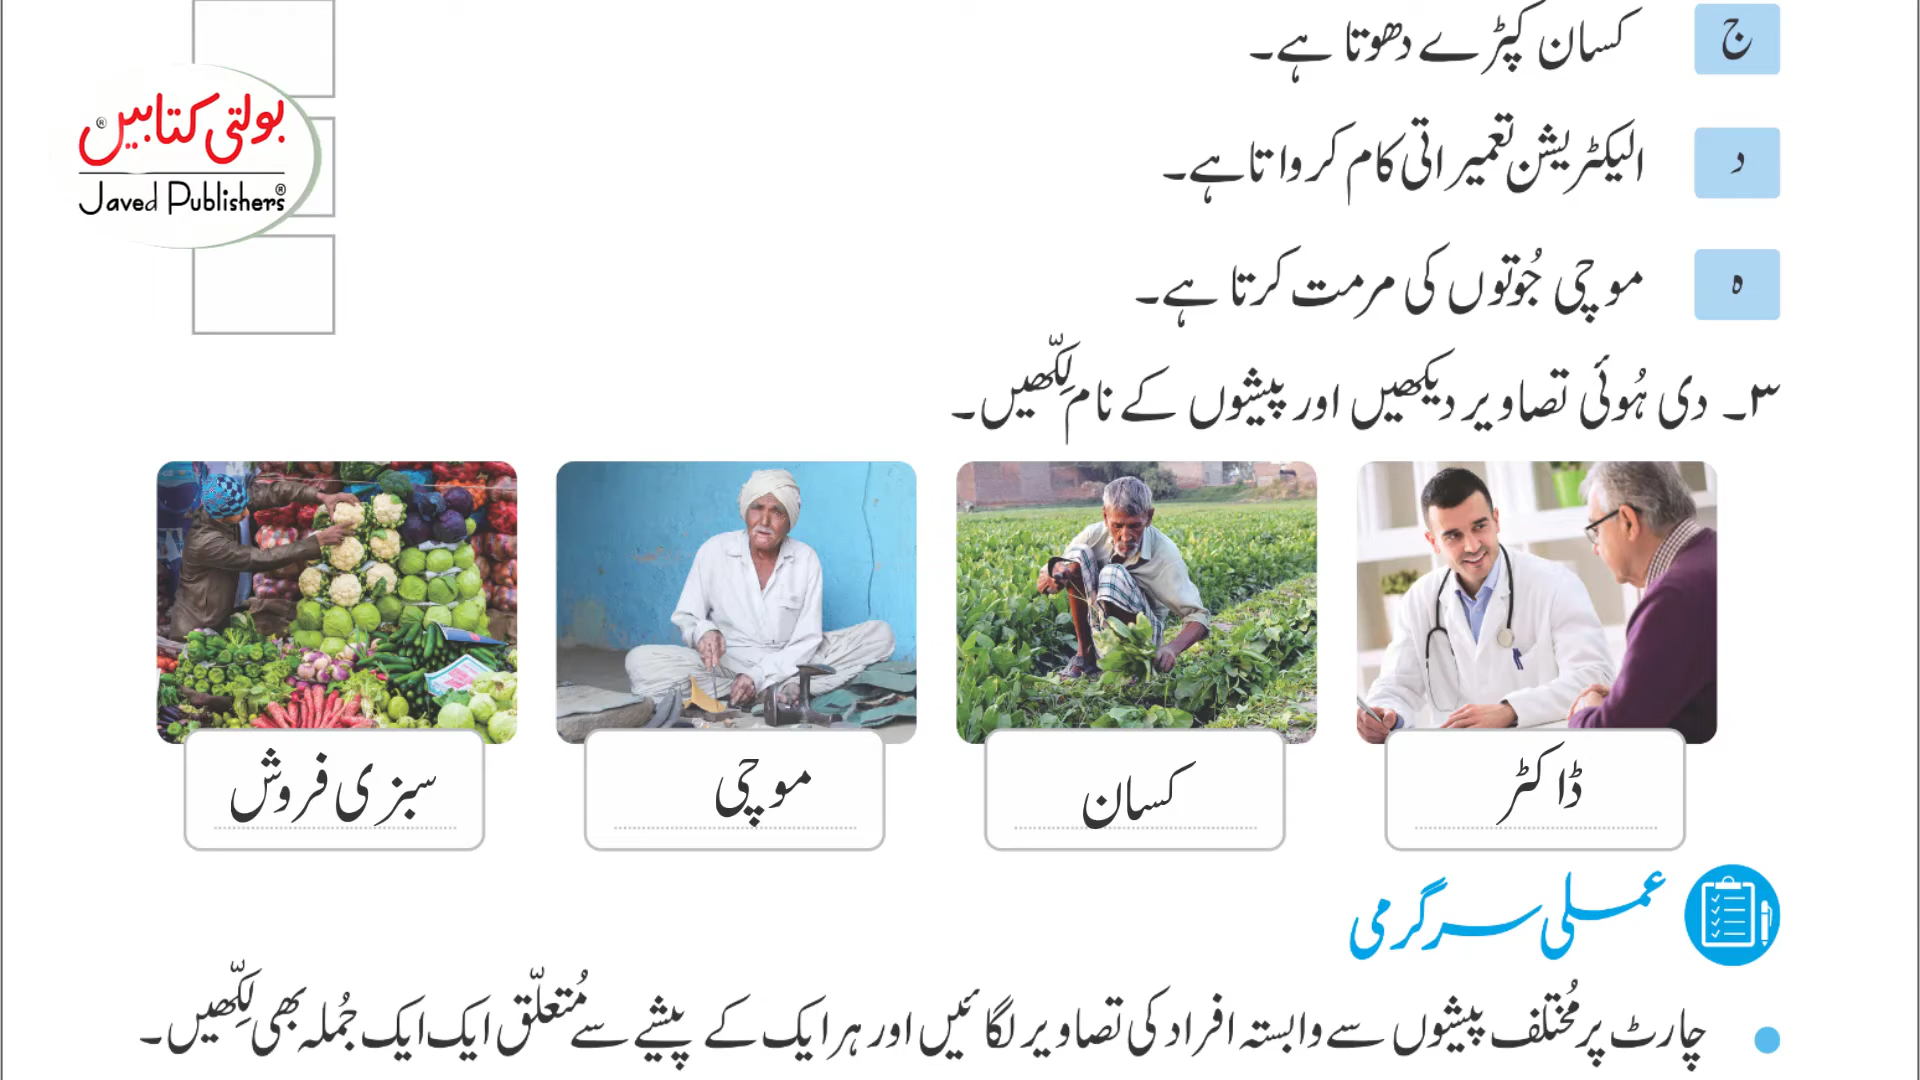 ج کسان کپڑے دھوتا ہے۔
د الیکٹریشن تعمیراتی کام کرواتا ہے۔
ہ موچی جُوتوں کی مرمت کرتا ہے۔
بولتی کتابیں®
Javed Publishers®
۳۔ دی ہُوئی تصاویر دیکھیں اور پیشوں کے نام لِکّھیں۔
ڈاکٹر
کسان
موچی
سبزی فروش
عملی سرگرمی
• چارٹ پر مُختلف پیشوں سے وابستہ افراد کی تصاویر لگائیں اور ہر ایک کے پیشے سے مُتعلّق ایک ایک جُملہ بھی لِکّھیں۔